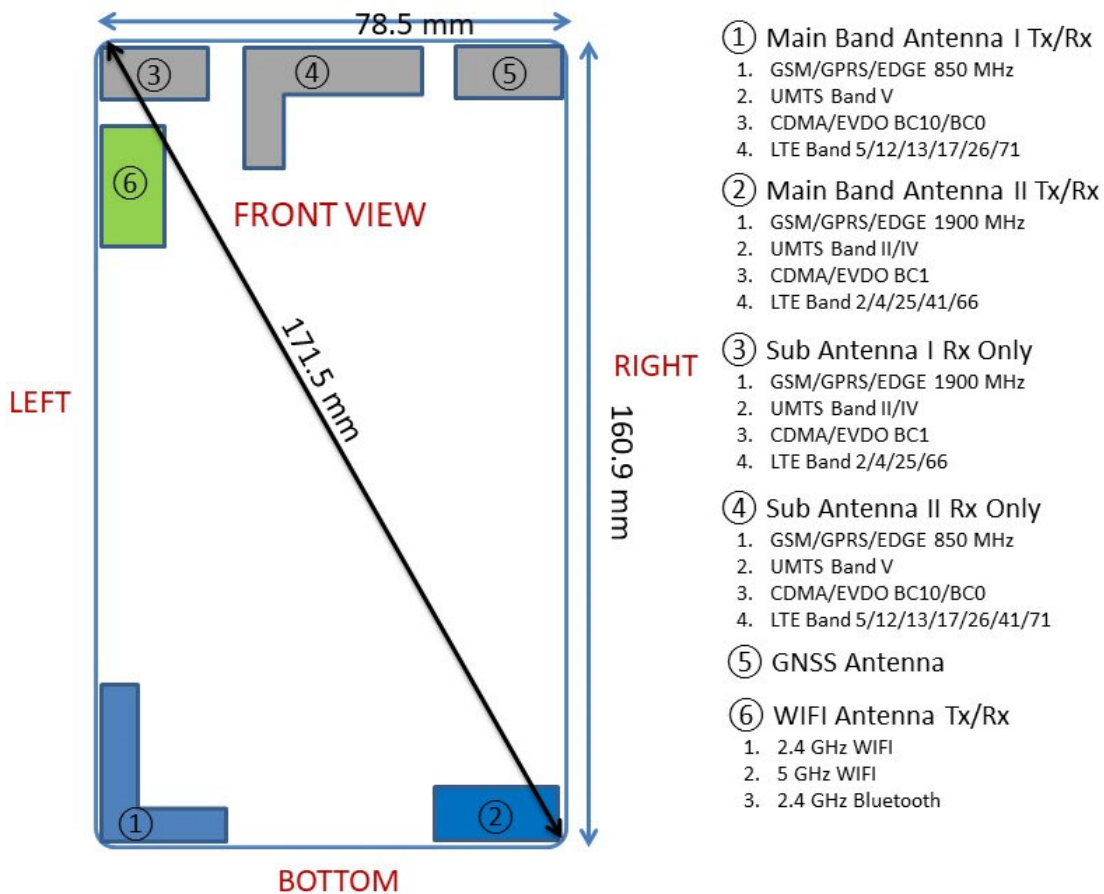 78.5 mm
③
④
⑤
⑥
FRONT VIEW
171.5 mm
LEFT
RIGHT
160.9 mm
①
②
BOTTOM
① Main Band Antenna I Tx/Rx
1. GSM/GPRS/EDGE 850 MHz
2. UMTS Band V
3. CDMA/EVDO BC10/BC0
4. LTE Band 5/12/13/17/26/71
② Main Band Antenna II Tx/Rx
1. GSM/GPRS/EDGE 1900 MHz
2. UMTS Band II/IV
3. CDMA/EVDO BC1
4. LTE Band 2/4/25/41/66
③ Sub Antenna I Rx Only
1. GSM/GPRS/EDGE 1900 MHz
2. UMTS Band II/IV
3. CDMA/EVDO BC1
4. LTE Band 2/4/25/66
④ Sub Antenna II Rx Only
1. GSM/GPRS/EDGE 850 MHz
2. UMTS Band V
3. CDMA/EVDO BC10/BC0
4. LTE Band 5/12/13/17/26/41/71
⑤ GNSS Antenna
⑥ WIFI Antenna Tx/Rx
1. 2.4 GHz WIFI
2. 5 GHz WIFI
3. 2.4 GHz Bluetooth